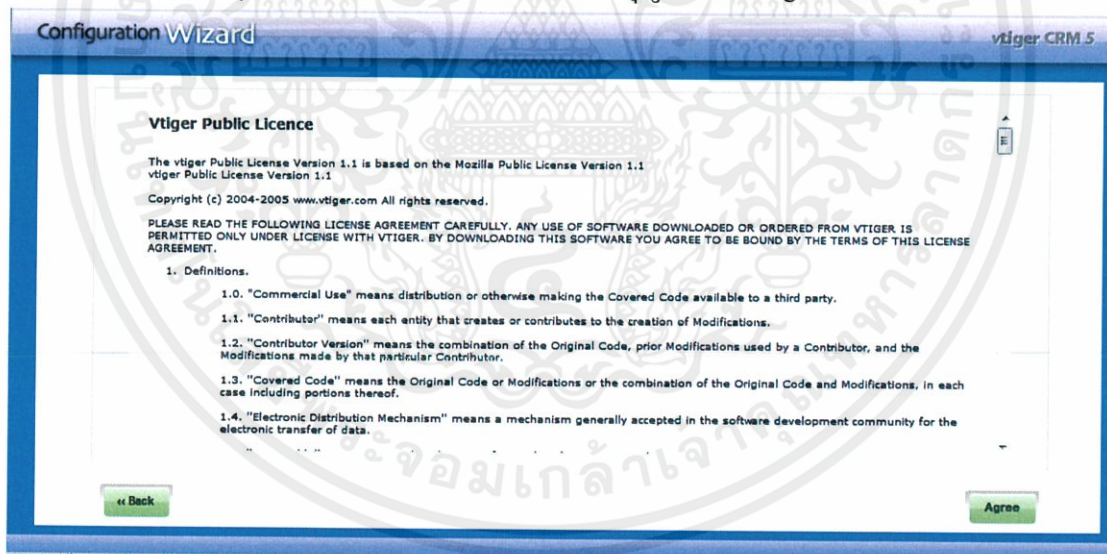 Configuration Wizard
vtiger CRM 5
Vtiger Public Licence
The vtiger Public License Version 1.1 is based on the Mozilla Public License Version 1.1
vtiger Public License Version 1.1
Copyright (c) 2004-2005 www.vtiger.com All rights reserved.
PLEASE READ THE FOLLOWING LICENSE AGREEMENT CAREFULLY. ANY USE OF SOFTWARE DOWNLOADED OR ORDERED FROM VTIGER IS
PERMITTED ONLY UNDER LICENSE WITH VTIGER. BY DOWNLOADING THIS SOFTWARE YOU AGREE TO BE BOUND BY THE TERMS OF THIS LICENSE
AGREEMENT.
1. Definitions.
1.0. "Commercial Use" means distribution or otherwise making the Covered Code available to a third party.
1.1. "Contributor" means each entity that creates or contributes to the creation of Modifications.
1.2. "Contributor Version" means the combination of the Original Code, prior Modifications used by a Contributor, and the
Modifications made by that particular Contributor.
1.3. "Covered Code" means the Original Code or Modifications or the combination of the Original Code and Modifications, in each
case including portions thereof.
1.4. "Electronic Distribution Mechanism" means a mechanism generally accepted in the software development community for the
electronic transfer of data.
‹‹ Back
Agree